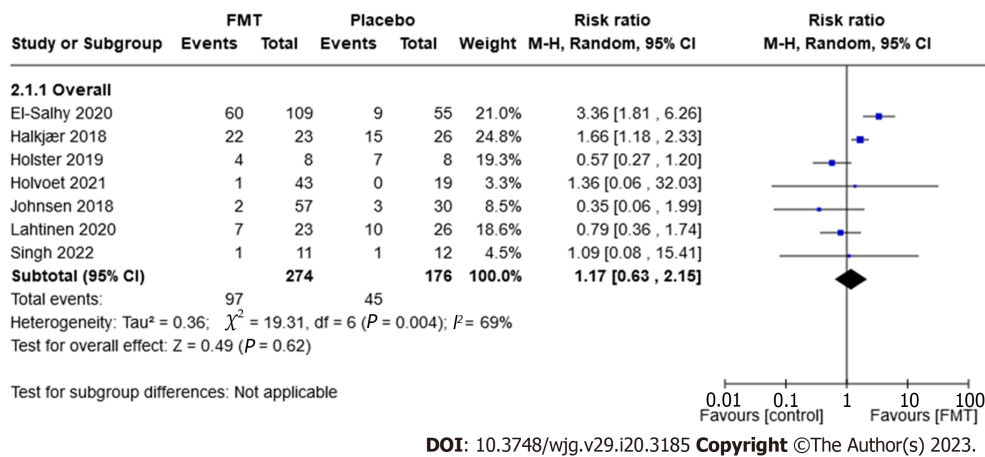 FMT Placebo Risk ratio Risk ratio
Study or Subgroup Events Total Events Total Weight M-H, Random, 95% CI M-H, Random, 95% CI
2.1.1 Overall
El-Salhy 2020 60 109 9 55 21.0% 3.36 [1.81 , 6.26]
Halkjær 2018 22 23 15 26 24.8% 1.66 [1.18 , 2.33]
Holster 2019 4 8 7 8 19.3% 0.57 [0.27 , 1.20]
Holvoet 2021 1 43 0 19 3.3% 1.36 [0.06 , 32.03]
Johnsen 2018 2 57 3 30 8.5% 0.35 [0.06 , 1.99]
Lahtinen 2020 7 23 10 26 18.6% 0.79 [0.36 , 1.74]
Singh 2022 1 11 1 12 4.5% 1.09 [0.08 , 15.41]
Subtotal (95% CI) 274 176 100.0% 1.17 [0.63 , 2.15]
Total events: 97 45
Heterogeneity: Tau² = 0.36; χ² = 19.31, df = 6 (P = 0.004); I² = 69%
Test for overall effect: Z = 0.49 (P = 0.62)
Test for subgroup differences: Not applicable
0.01 0.1 1 10 100
Favours [control] Favours [FMT]
DOI: 10.3748/wjg.v29.i20.3185 Copyright ©The Author(s) 2023.